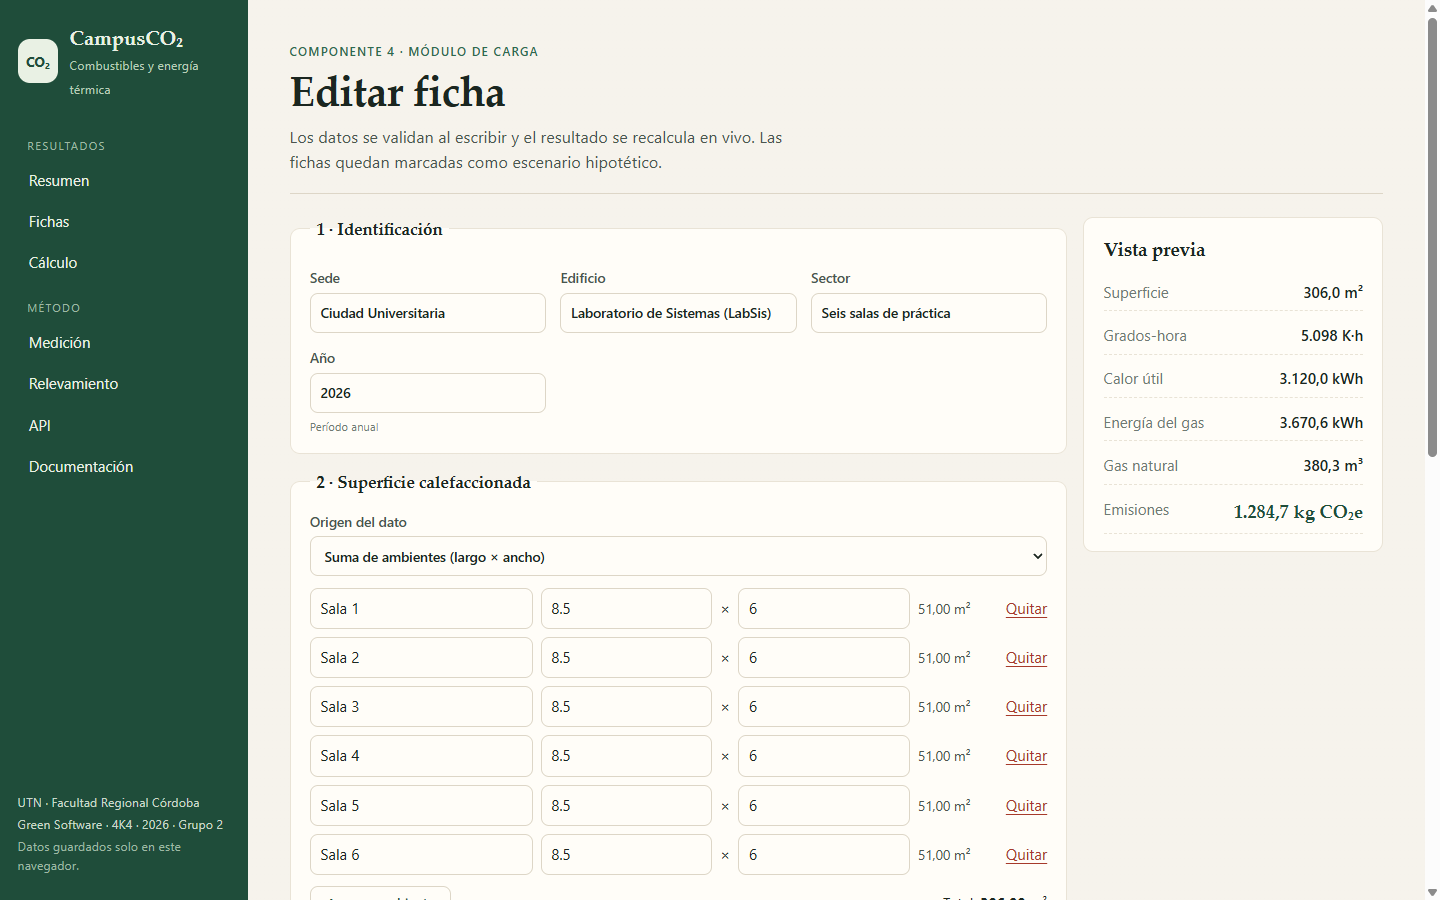 CO₂
CampusCO₂
Combustibles y energía
térmica
RESULTADOS
Resumen
Fichas
Cálculo
MÉTODO
Medición
Relevamiento
API
Documentación
UTN · Facultad Regional Córdoba
Green Software · 4K4 · 2026 · Grupo 2
Datos guardados solo en este
navegador.
COMPONENTE 4 · MÓDULO DE CARGA
Editar ficha
Los datos se validan al escribir y el resultado se recalcula en vivo. Las
fichas quedan marcadas como escenario hipotético.
1 · Identificación
Sede Edificio Sector
Ciudad Universitaria Laboratorio de Sistemas (LabSis) Seis salas de práctica
Año
2026
Período anual
2 · Superficie calefaccionada
Origen del dato
Suma de ambientes (largo × ancho)
Sala 1 8.5 × 6 51,00 m² Quitar
Sala 2 8.5 × 6 51,00 m² Quitar
Sala 3 8.5 × 6 51,00 m² Quitar
Sala 4 8.5 × 6 51,00 m² Quitar
Sala 5 8.5 × 6 51,00 m² Quitar
Sala 6 8.5 × 6 51,00 m² Quitar
Vista previa
Superficie 306,0 m²
Grados-hora 5.098 K·h
Calor útil 3.120,0 kWh
Energía del gas 3.670,6 kWh
Gas natural 380,3 m³
Emisiones 1.284,7 kg CO₂e